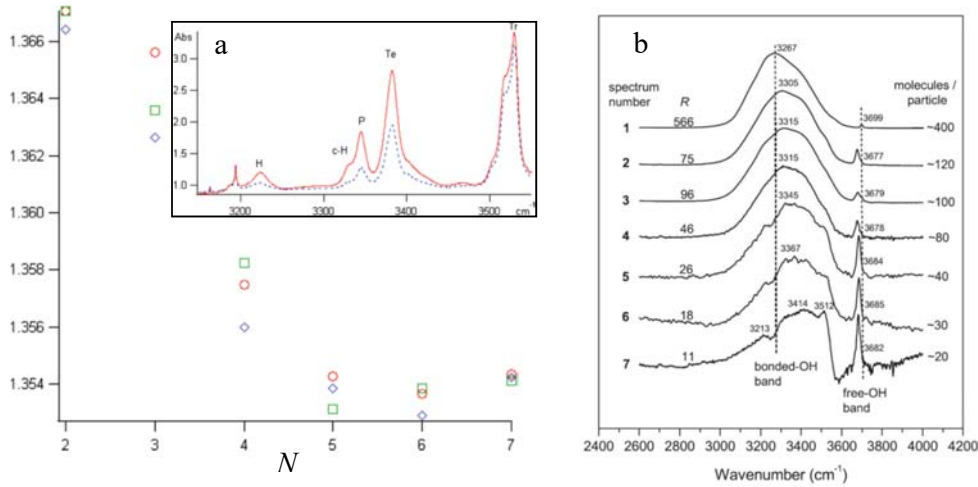 1.366
1.364
1.362
1.360
1.358
1.356
1.354
2
3
4
5
6
7
N
a
Abs
3.0
2.5
2.0
1.5
1.0
H
c-H
P
Te
Tr
3200
3300
3400
3500
cm⁻¹
b
spectrum
number
R
molecules /
particle
3267
1 566 3699 ~400
3305
2 75 3677 ~120
3315
3 96 3679 ~100
3315
4 46 3678 ~80
3345
5 26 3684 ~40
3367
6 18 3685 ~30
3213 3414 3512
7 11 3682 ~20
bonded-OH
band
free-OH
band
2400 2600 2800 3000 3200 3400 3600 3800 4000 4200
Wavenumber (cm⁻¹)